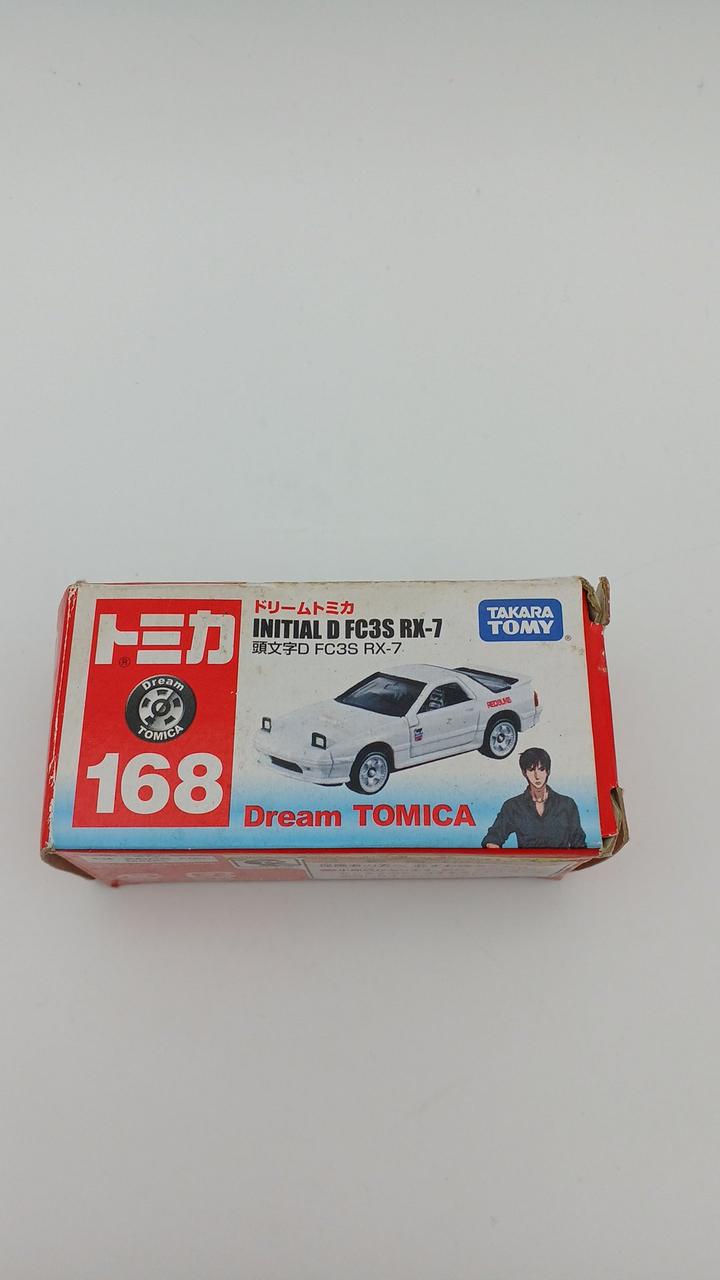 トミカ
®
Dream
TOMICA
168
ドリームトミカ
INITIAL D FC3S RX-7
頭文字D FC3S RX-7
TAKARA
TOMY
®
REDSUNS
Dream TOMICA